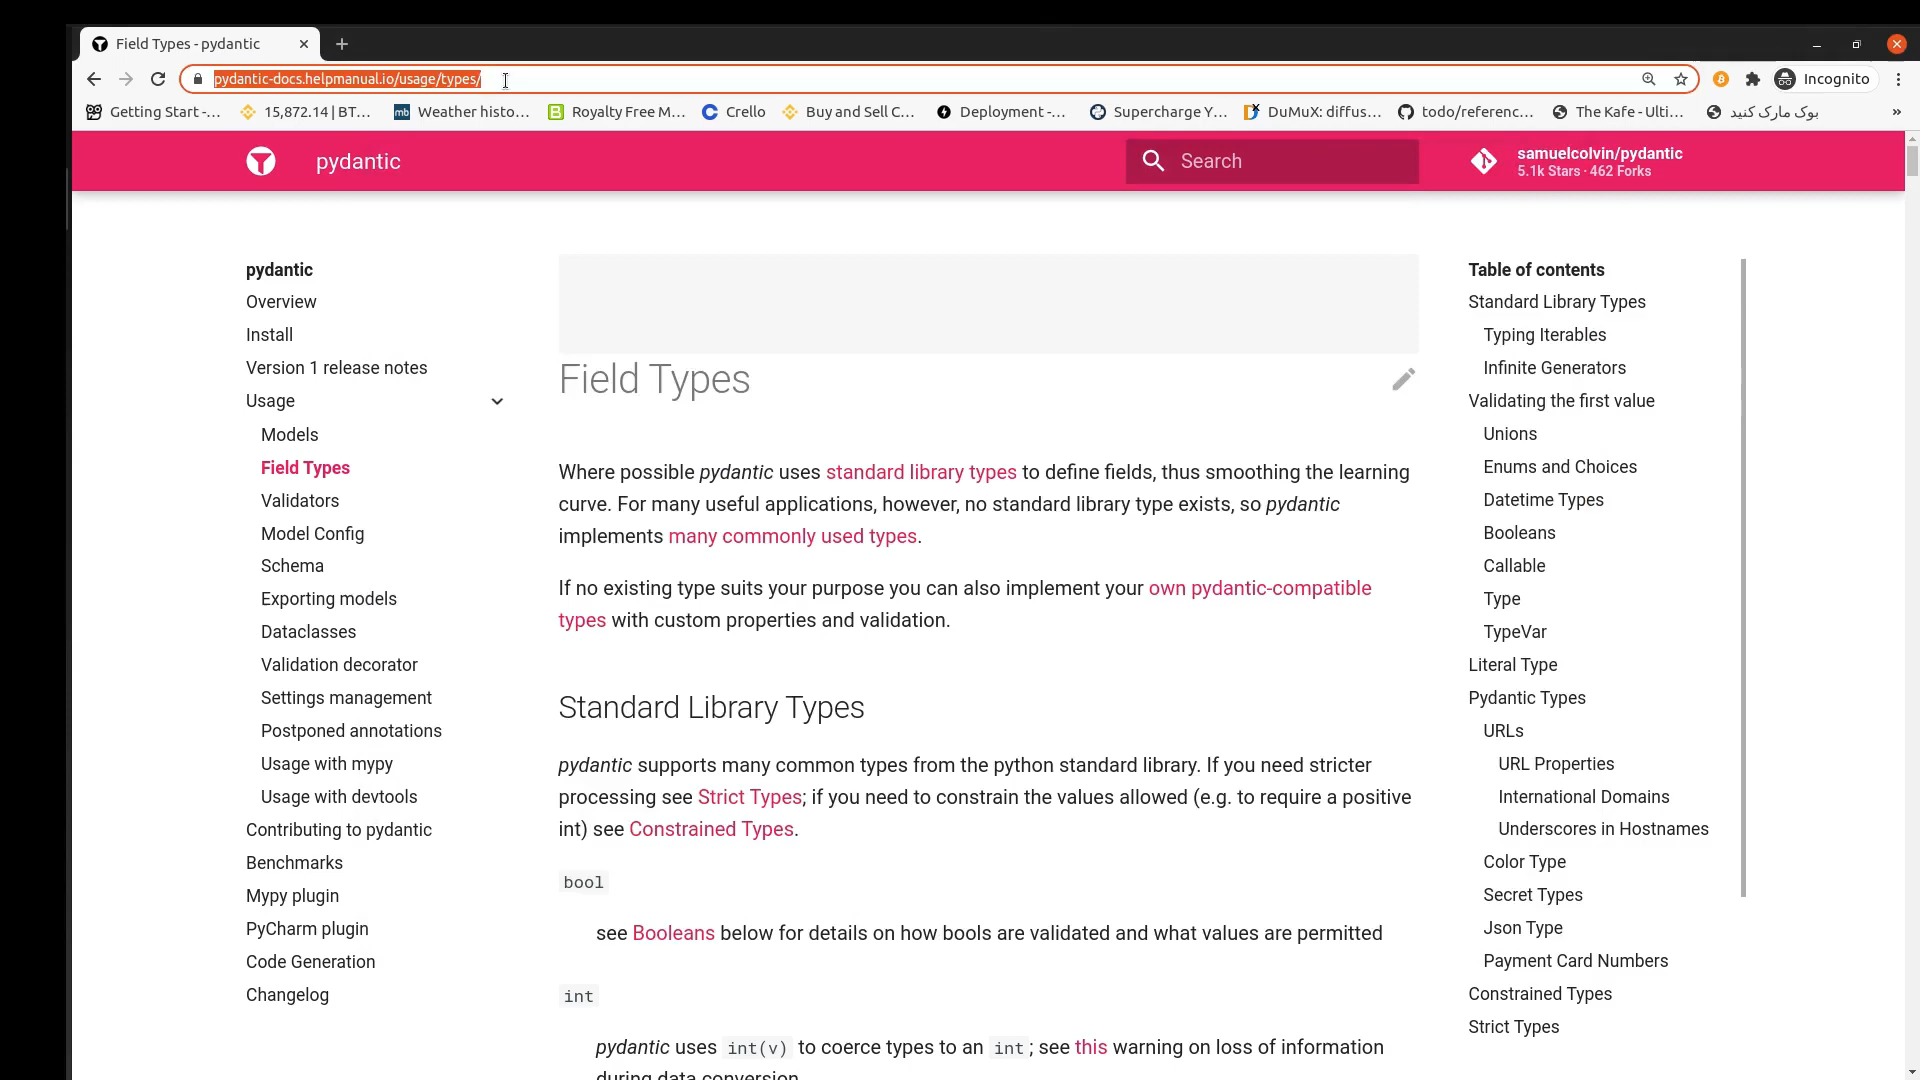 Field Types - pydantic
pydantic-docs.helpmanual.io/usage/types/
Incognito
Getting Start -...
15,872.14 | BT...
Weather histo...
Royalty Free M...
Crello
Buy and Sell C...
Deployment -...
Supercharge Y...
DuMuX: diffus...
todo/referenc...
The Kafe - Ulti...
بوک مارک کنید
»
pydantic
Search
samuelcolvin/pydantic
5.1k Stars · 462 Forks
pydantic
Overview
Install
Version 1 release notes
Usage
Models
Field Types
Validators
Model Config
Schema
Exporting models
Dataclasses
Validation decorator
Settings management
Postponed annotations
Usage with mypy
Usage with devtools
Contributing to pydantic
Benchmarks
Mypy plugin
PyCharm plugin
Code Generation
Changelog
Field Types
Where possible pydantic uses standard library types to define fields, thus smoothing the learning
curve. For many useful applications, however, no standard library type exists, so pydantic
implements many commonly used types.
If no existing type suits your purpose you can also implement your own pydantic-compatible
types with custom properties and validation.
Standard Library Types
pydantic supports many common types from the python standard library. If you need stricter
processing see Strict Types; if you need to constrain the values allowed (e.g. to require a positive
int) see Constrained Types.
bool
see Booleans below for details on how bools are validated and what values are permitted
int
pydantic uses int(v) to coerce types to an int; see this warning on loss of information
during data conversion
Table of contents
Standard Library Types
Typing Iterables
Infinite Generators
Validating the first value
Unions
Enums and Choices
Datetime Types
Booleans
Callable
Type
TypeVar
Literal Type
Pydantic Types
URLs
URL Properties
International Domains
Underscores in Hostnames
Color Type
Secret Types
Json Type
Payment Card Numbers
Constrained Types
Strict Types